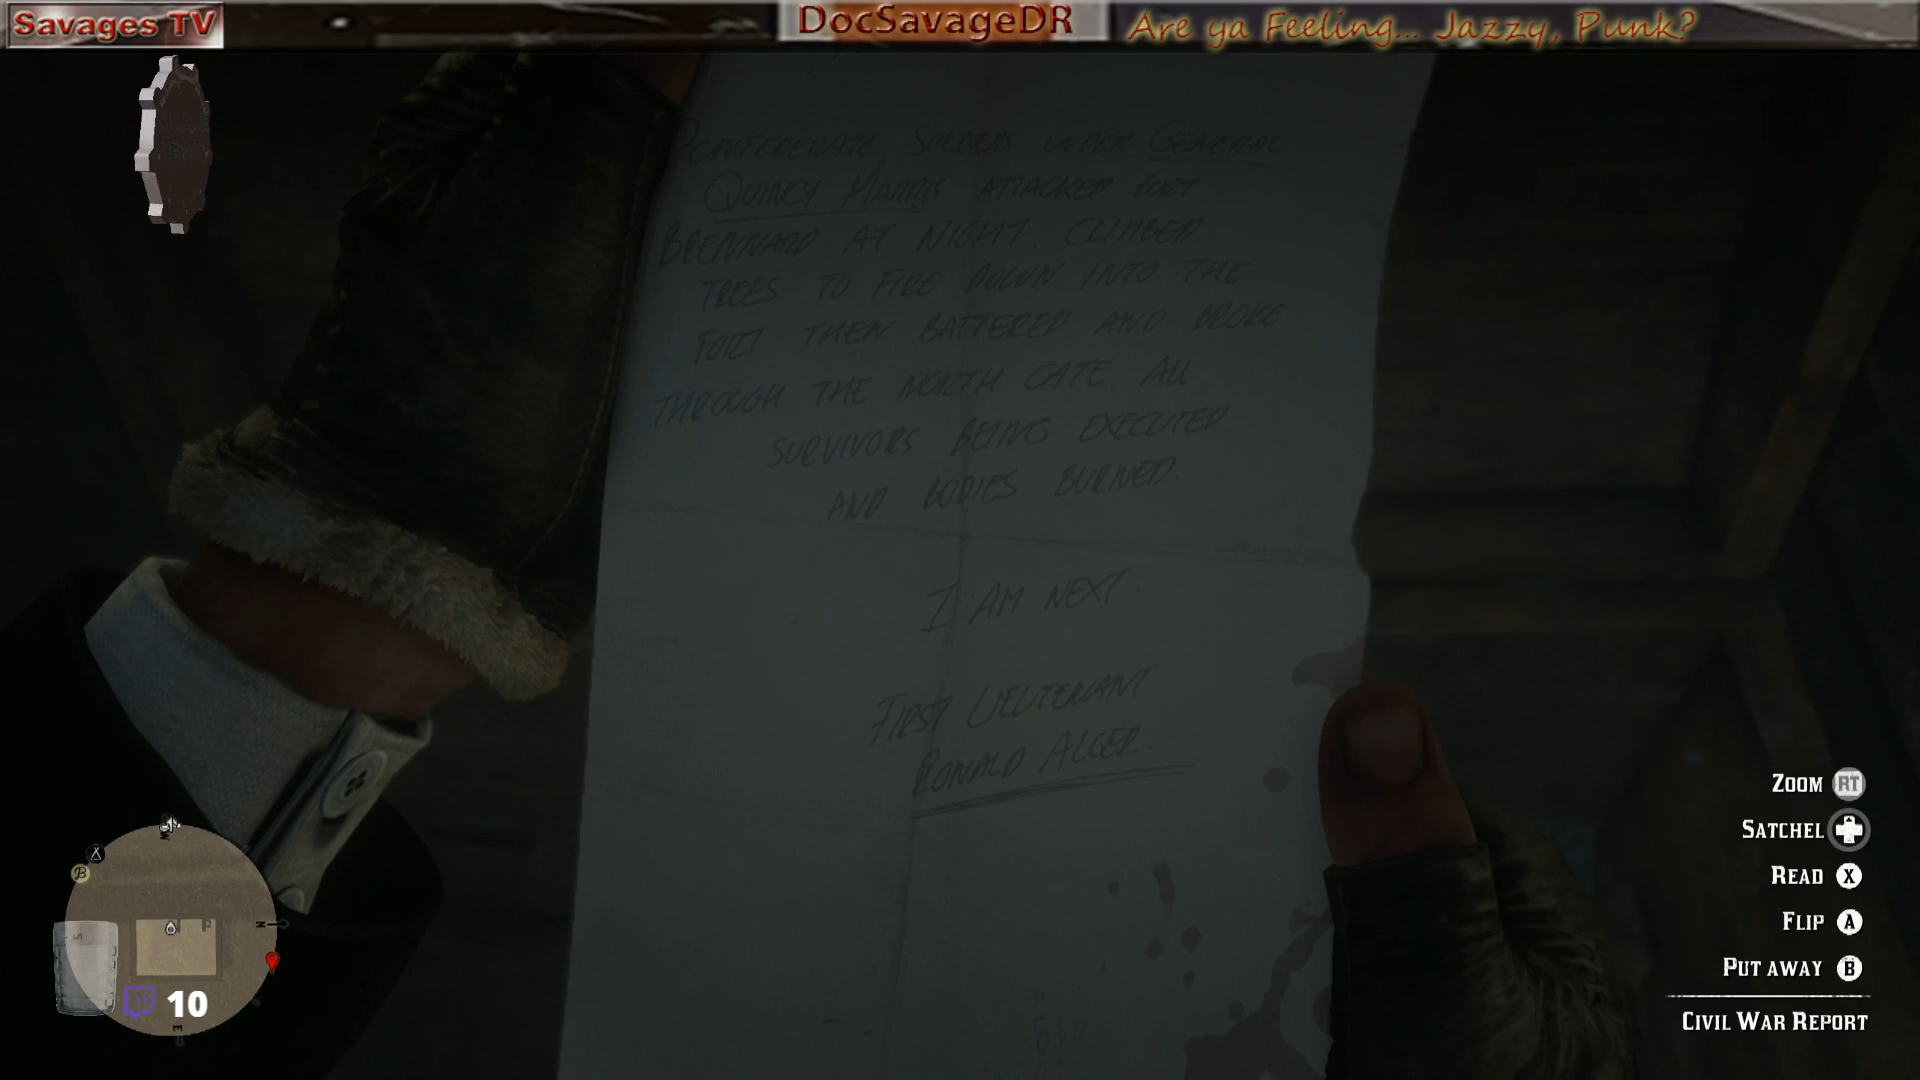 Savages TV
DocSavageDR
Are ya Feeling... Jazzy, Punk?
CONFEDERATE SOLDIERS UNDER GENERAL
QUINCY HARRIS ATTACKED FORT
BRENNARD AT NIGHT. CLIMBED
TREES TO FIRE DOWN INTO THE
FORT THEN BATTERED AND BROKE
THROUGH THE NORTH GATE. ALL
SURVIVORS BEING EXECUTED
AND BODIES BURNED.
I AM NEXT.
FIRST LIEUTENANT
RONALD ALGER.
ZOOM RT
SATCHEL
READ X
FLIP A
PUT AWAY B
CIVIL WAR REPORT
W
X
B
N
S
E
10